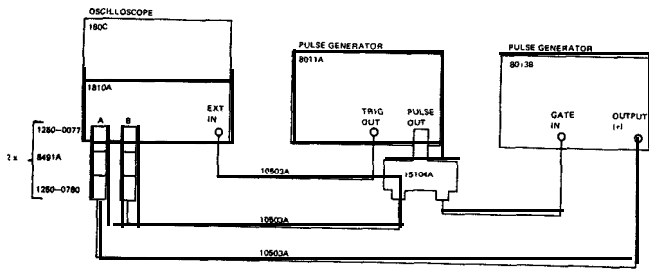 OSCILLOSCOPE
180C
1810A
EXT
IN
A
B
1250-0077
2 x
8491A
1250-0780
PULSE GENERATOR
8011A
TRIG
OUT
PULSE
OUT
PULSE GENERATOR
8013B
GATE
IN
OUTPUT
(+)
10503A
15104A
10503A
10503A